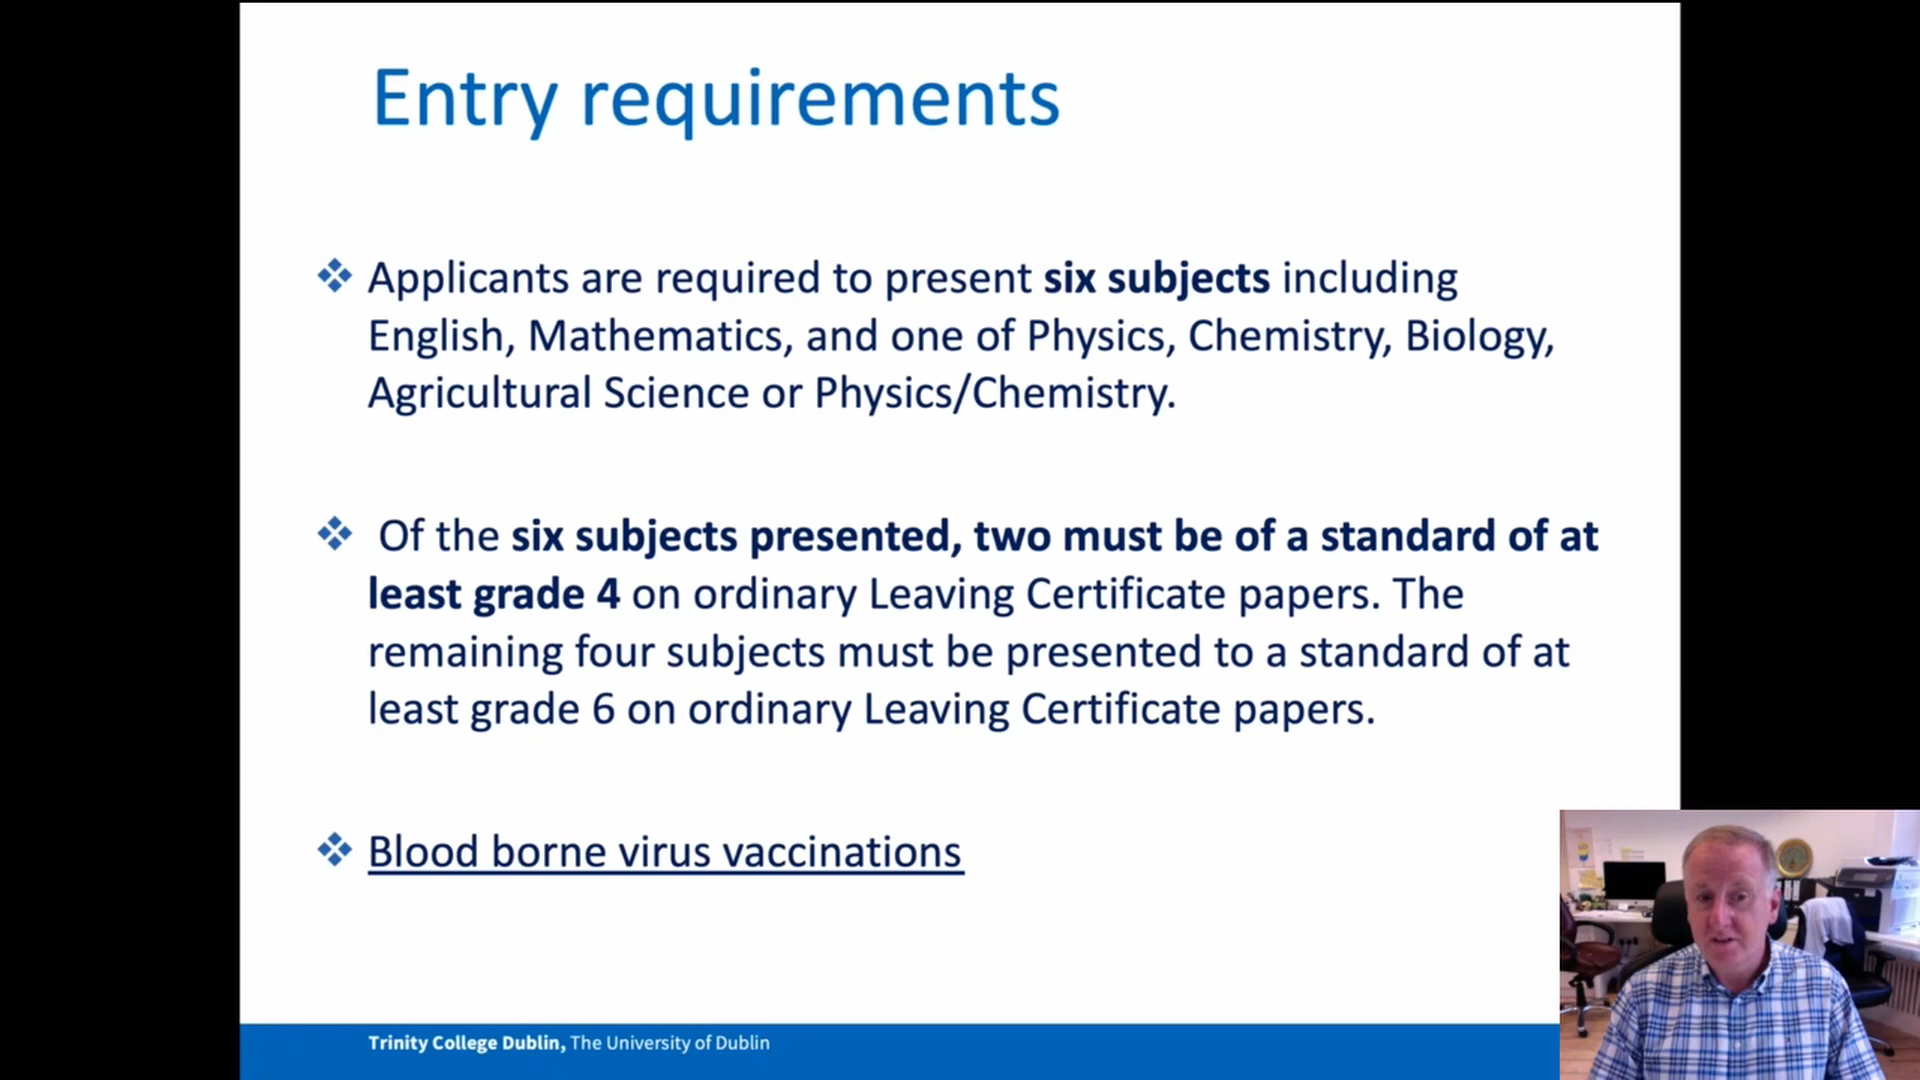 Entry requirements
Applicants are required to present six subjects including
English, Mathematics, and one of Physics, Chemistry, Biology,
Agricultural Science or Physics/Chemistry.
Of the six subjects presented, two must be of a standard of at
least grade 4 on ordinary Leaving Certificate papers. The
remaining four subjects must be presented to a standard of at
least grade 6 on ordinary Leaving Certificate papers.
Blood borne virus vaccinations
Trinity College Dublin, The University of Dublin